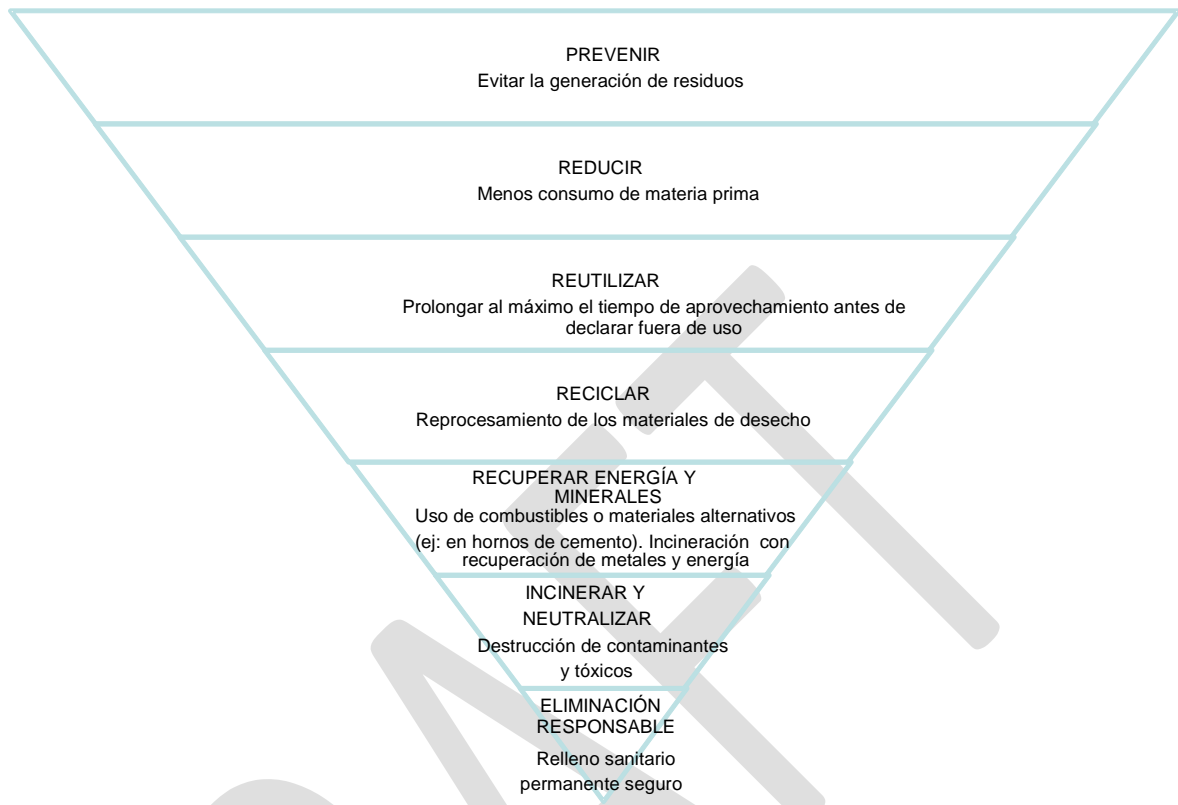 PREVENIR
Evitar la generación de residuos
REDUCIR
Menos consumo de materia prima
REUTILIZAR
Prolongar al máximo el tiempo de aprovechamiento antes de
declarar fuera de uso
RECICLAR
Reprocesamiento de los materiales de desecho
RECUPERAR ENERGÍA Y
MINERALES
Uso de combustibles o materiales alternativos
(ej: en hornos de cemento). Incineración con
recuperación de metales y energía
INCINERAR Y
NEUTRALIZAR
Destrucción de contaminantes
y tóxicos
ELIMINACIÓN
RESPONSABLE
Relleno sanitario
permanente seguro